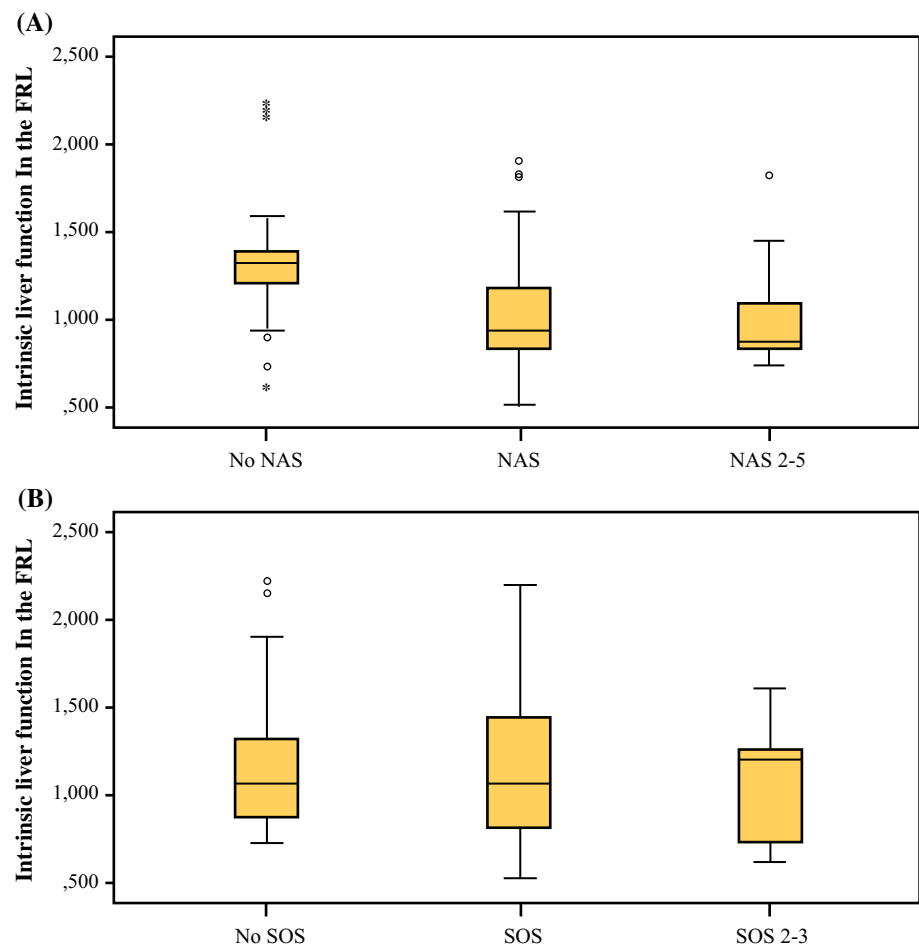 (A)
Intrinsic liver function In the FRL
2,500
2,000
1,500
1,000
,500
No NAS NAS NAS 2-5
(B)
Intrinsic liver function In the FRL
2,500
2,000
1,500
1,000
,500
No SOS SOS SOS 2-3